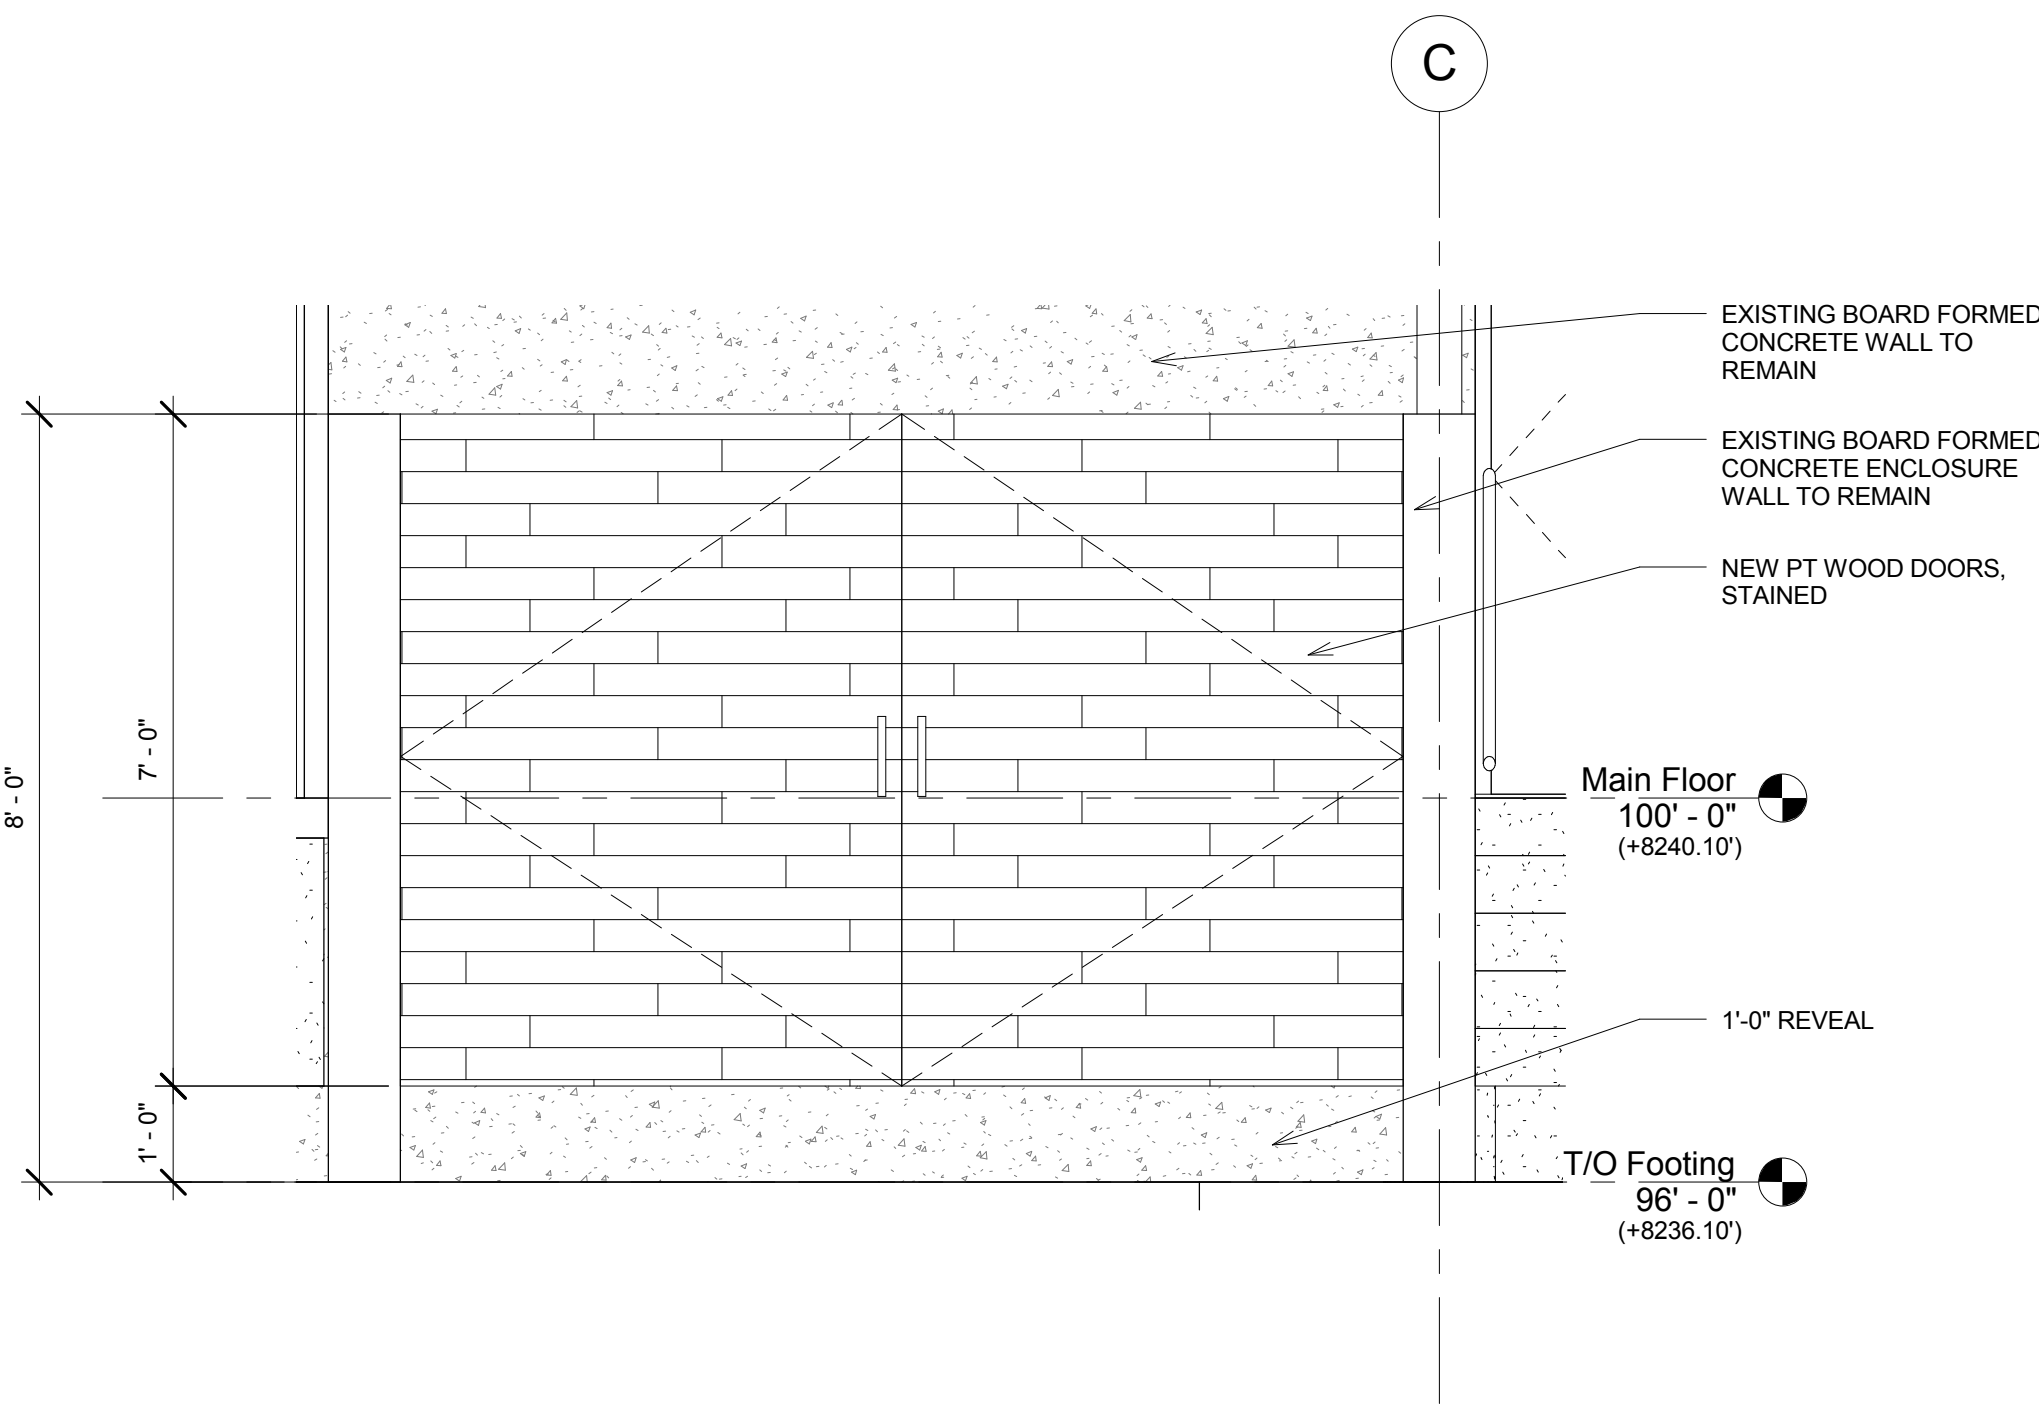 C
EXISTING BOARD FORMED
CONCRETE WALL TO
REMAIN
EXISTING BOARD FORMED
CONCRETE ENCLOSURE
WALL TO REMAIN
NEW PT WOOD DOORS,
STAINED
8' - 0"
7' - 0"
Main Floor
100' - 0"
(+8240.10')
1'-0" REVEAL
1' - 0"
T/O Footing
96' - 0"
(+8236.10')